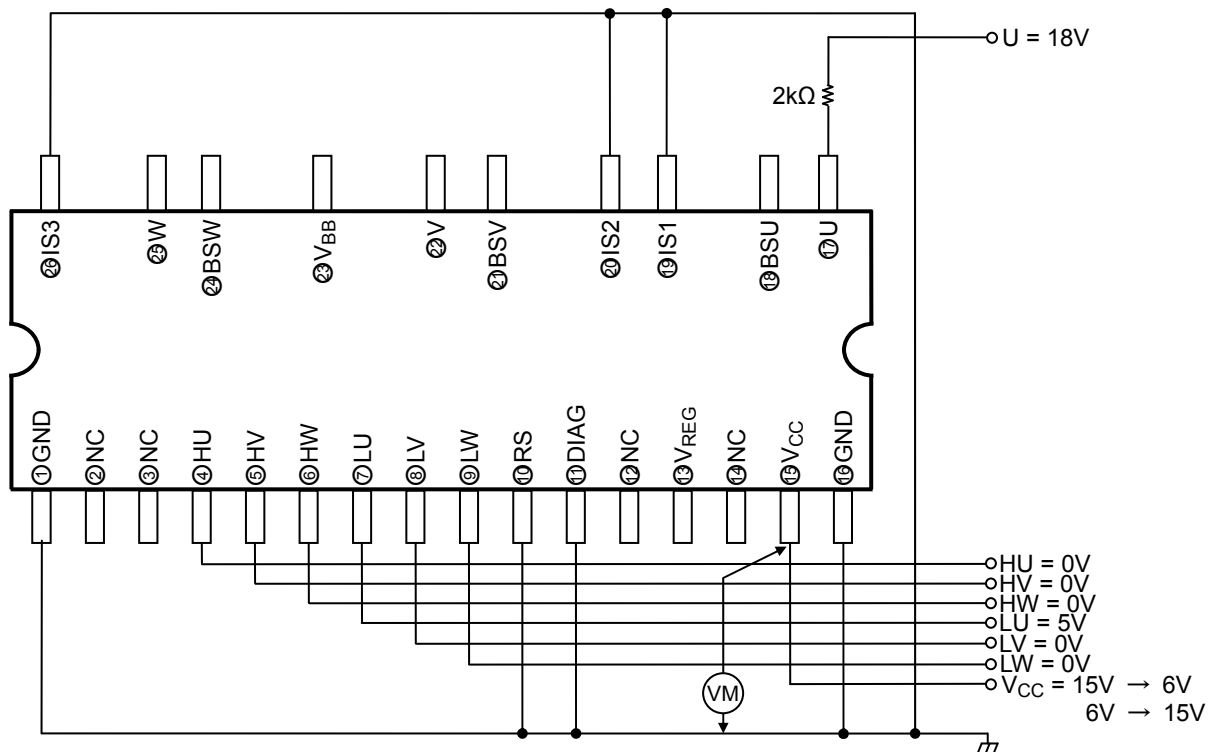 U = 18V
2kΩ
㉖IS3
㉕W
㉔BSW
㉓VBB
㉒V
㉑BSV
⑳IS2
⑲IS1
⑱BSU
⑰U
①GND
②NC
③NC
④HU
⑤HV
⑥HW
⑦LU
⑧LV
⑨LW
⑩RS
⑪DIAG
⑫NC
⑬VREG
⑭NC
⑮VCC
⑯GND
HU = 0V
HV = 0V
HW = 0V
LU = 5V
LV = 0V
LW = 0V
VM
VCC = 15V → 6V
6V → 15V